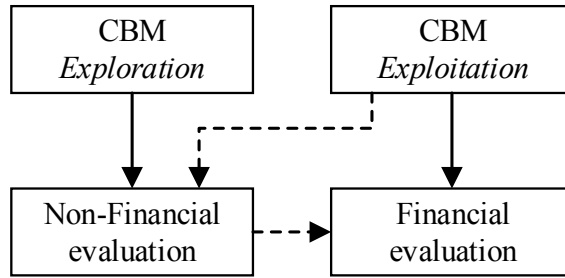 CBM
Exploration
CBM
Exploitation
Non-Financial
evaluation
Financial
evaluation